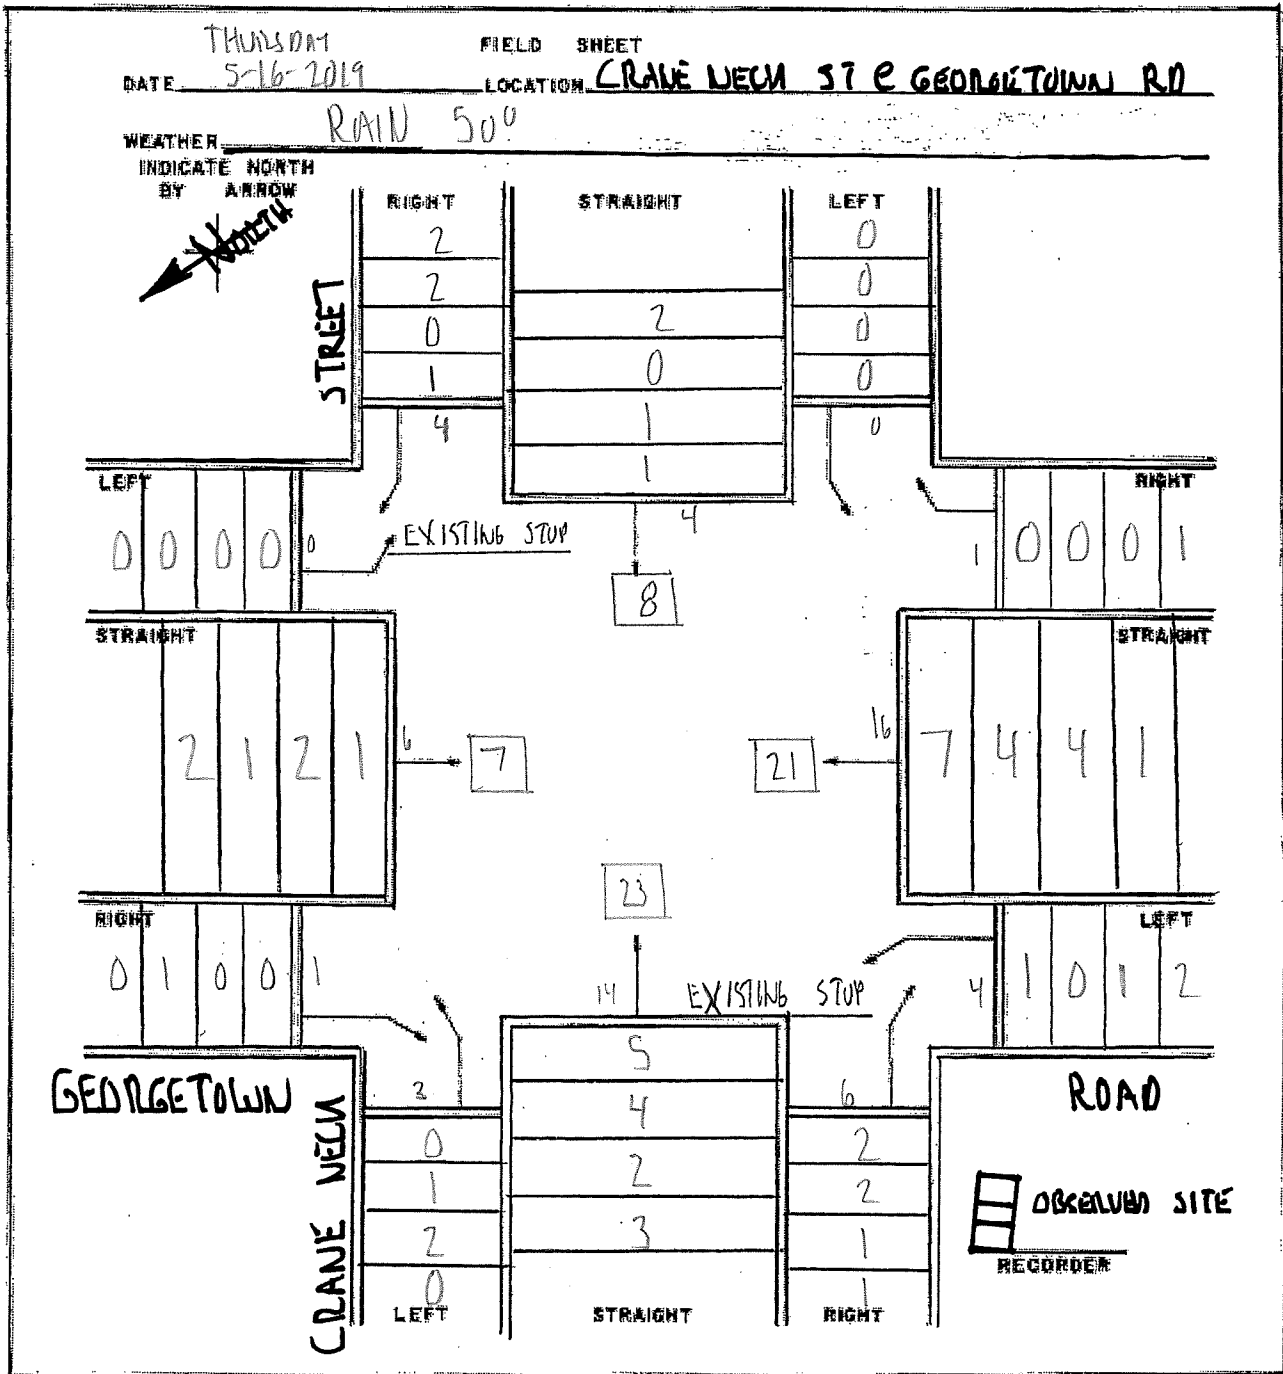 THURSDAY
FIELD SHEET
DATE 5-16-2019 LOCATION CRANE NECK ST @ GEORGETOWN RD
WEATHER RAIN 50°
INDICATE NORTH
BY ARROW
NORTH
STREET
RIGHT STRAIGHT LEFT
2 0
2 0
2
0 0
0
1 0
1
1
4 0
4
LEFT RIGHT
0 0 0 0 0 EXISTING STOP 1 0 0 0 1
8
STRAIGHT STRAIGHT
2 1 2 1 6 7 21 16 7 4 4 1
23
RIGHT LEFT
0 1 0 0 1 14 EXISTING STOP 4 1 0 1 2
GEORGETOWN CRANE NECK ROAD
3 6
5
4
0 2
1 2 2
2 3 1
0 1
LEFT STRAIGHT RIGHT
OBSERVED SITE
RECORDER